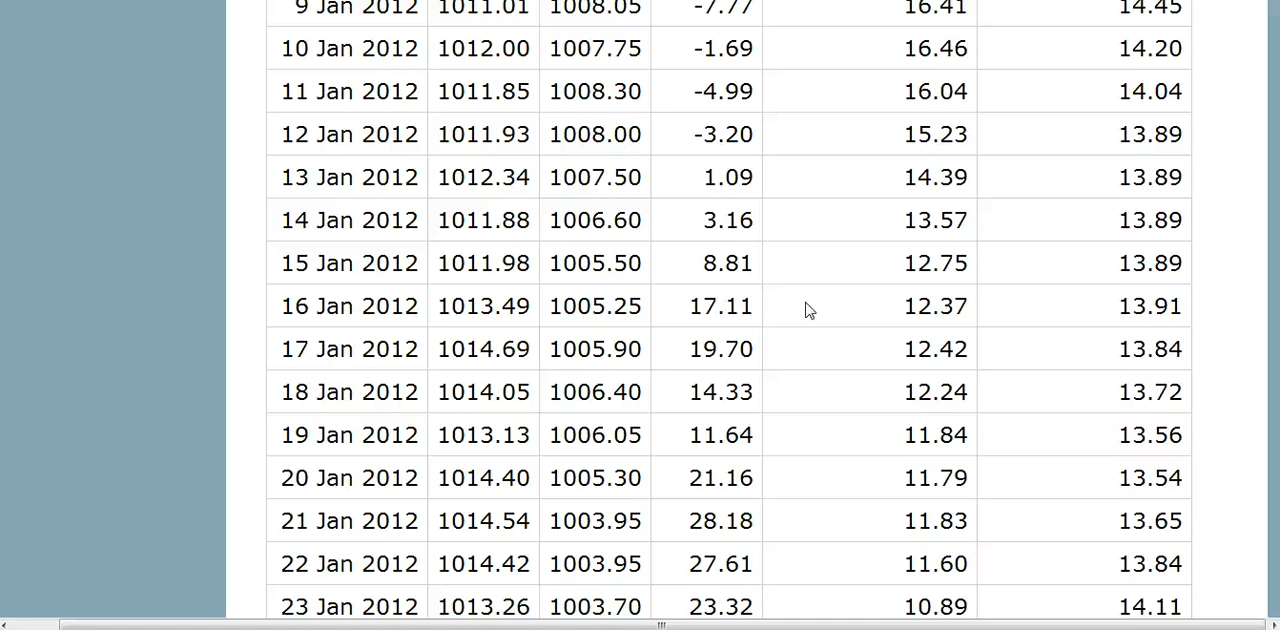 9 Jan 2012 1011.01 1008.05 -7.77 16.41 14.45
10 Jan 2012 1012.00 1007.75 -1.69 16.46 14.20
11 Jan 2012 1011.85 1008.30 -4.99 16.04 14.04
12 Jan 2012 1011.93 1008.00 -3.20 15.23 13.89
13 Jan 2012 1012.34 1007.50 1.09 14.39 13.89
14 Jan 2012 1011.88 1006.60 3.16 13.57 13.89
15 Jan 2012 1011.98 1005.50 8.81 12.75 13.89
16 Jan 2012 1013.49 1005.25 17.11 12.37 13.91
17 Jan 2012 1014.69 1005.90 19.70 12.42 13.84
18 Jan 2012 1014.05 1006.40 14.33 12.24 13.72
19 Jan 2012 1013.13 1006.05 11.64 11.84 13.56
20 Jan 2012 1014.40 1005.30 21.16 11.79 13.54
21 Jan 2012 1014.54 1003.95 28.18 11.83 13.65
22 Jan 2012 1014.42 1003.95 27.61 11.60 13.84
23 Jan 2012 1013.26 1003.70 23.32 10.89 14.11